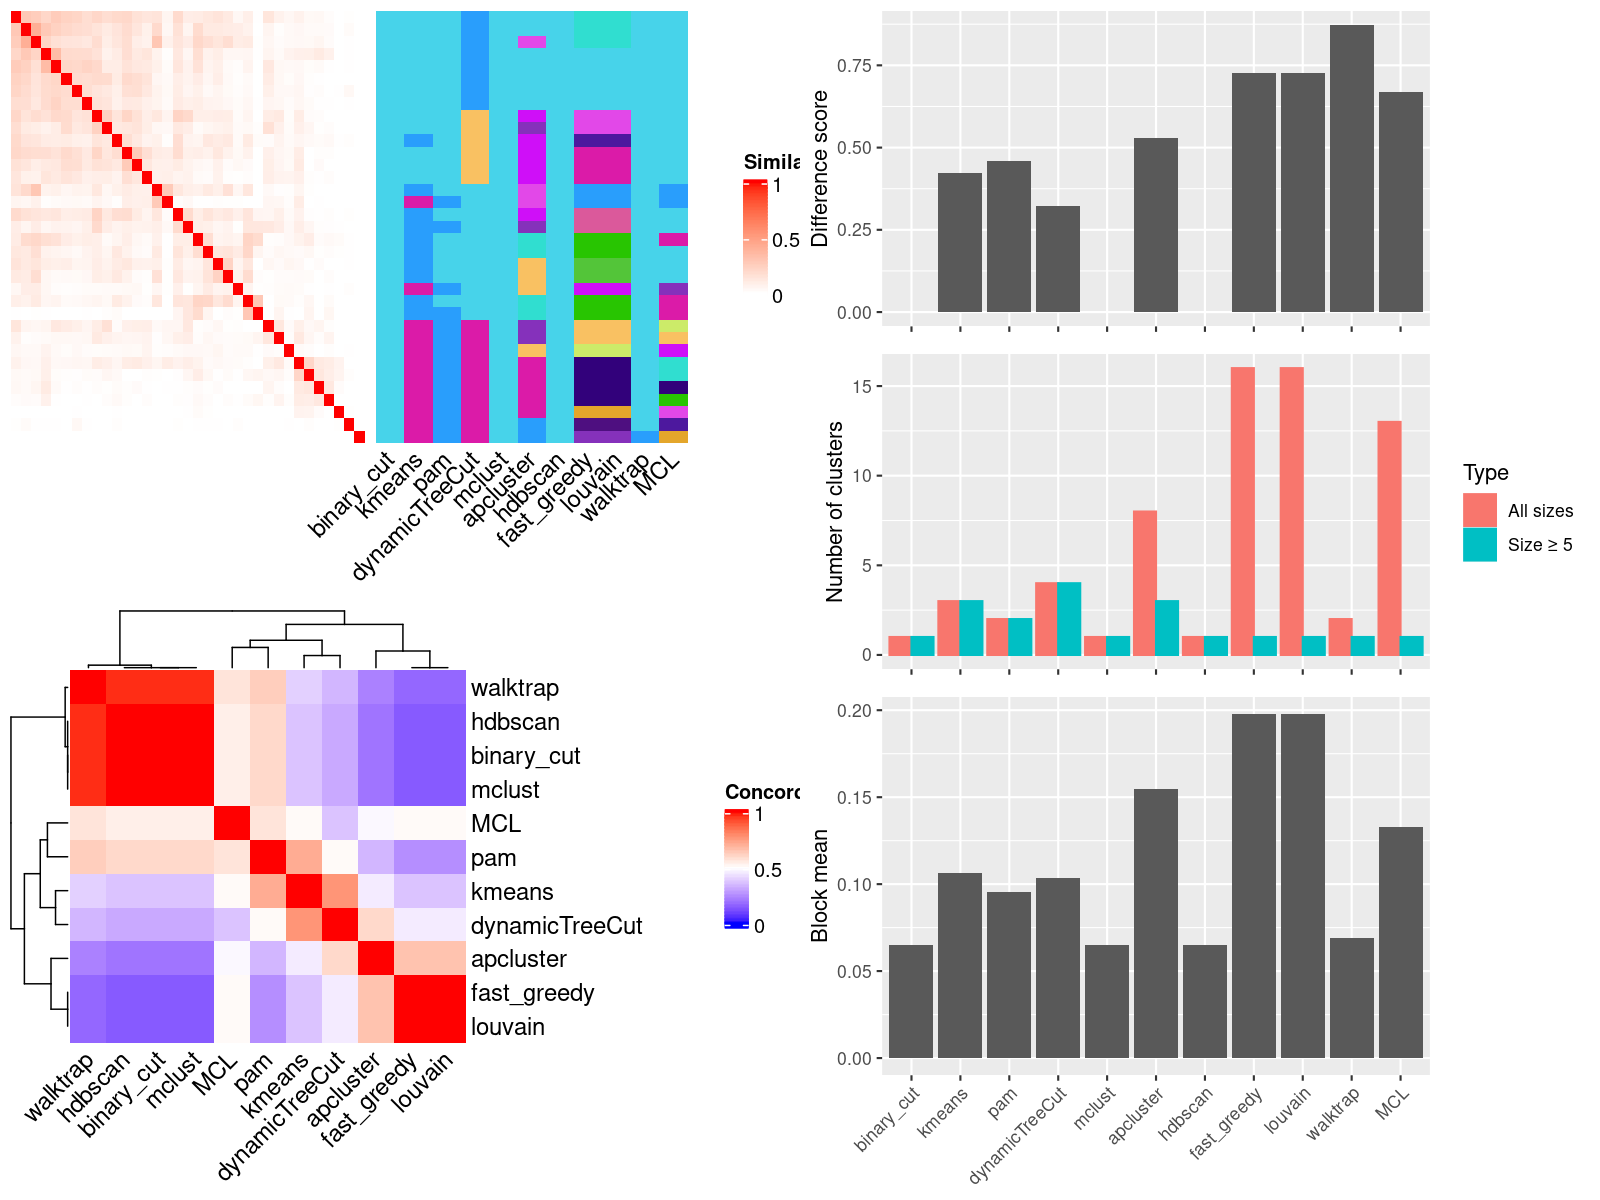 Simila
1
0.5
0
binary_cut
kmeans
pam
dynamicTreeCut
mclust
apcluster
hdbscan
fast_greedy
louvain
walktrap
MCL
walktrap
hdbscan
binary_cut
mclust
MCL
pam
kmeans
dynamicTreeCut
apcluster
fast_greedy
louvain
walktrap
hdbscan
binary_cut
mclust
MCL
pam
kmeans
dynamicTreeCut
apcluster
fast_greedy
louvain
Concord
1
0.5
0
Difference score
0.75
0.50
0.25
0.00
Number of clusters
15
10
5
0
Type
All sizes
Size ≥ 5
Block mean
0.20
0.15
0.10
0.05
0.00
binary_cut
kmeans
pam
dynamicTreeCut
mclust
apcluster
hdbscan
fast_greedy
louvain
walktrap
MCL